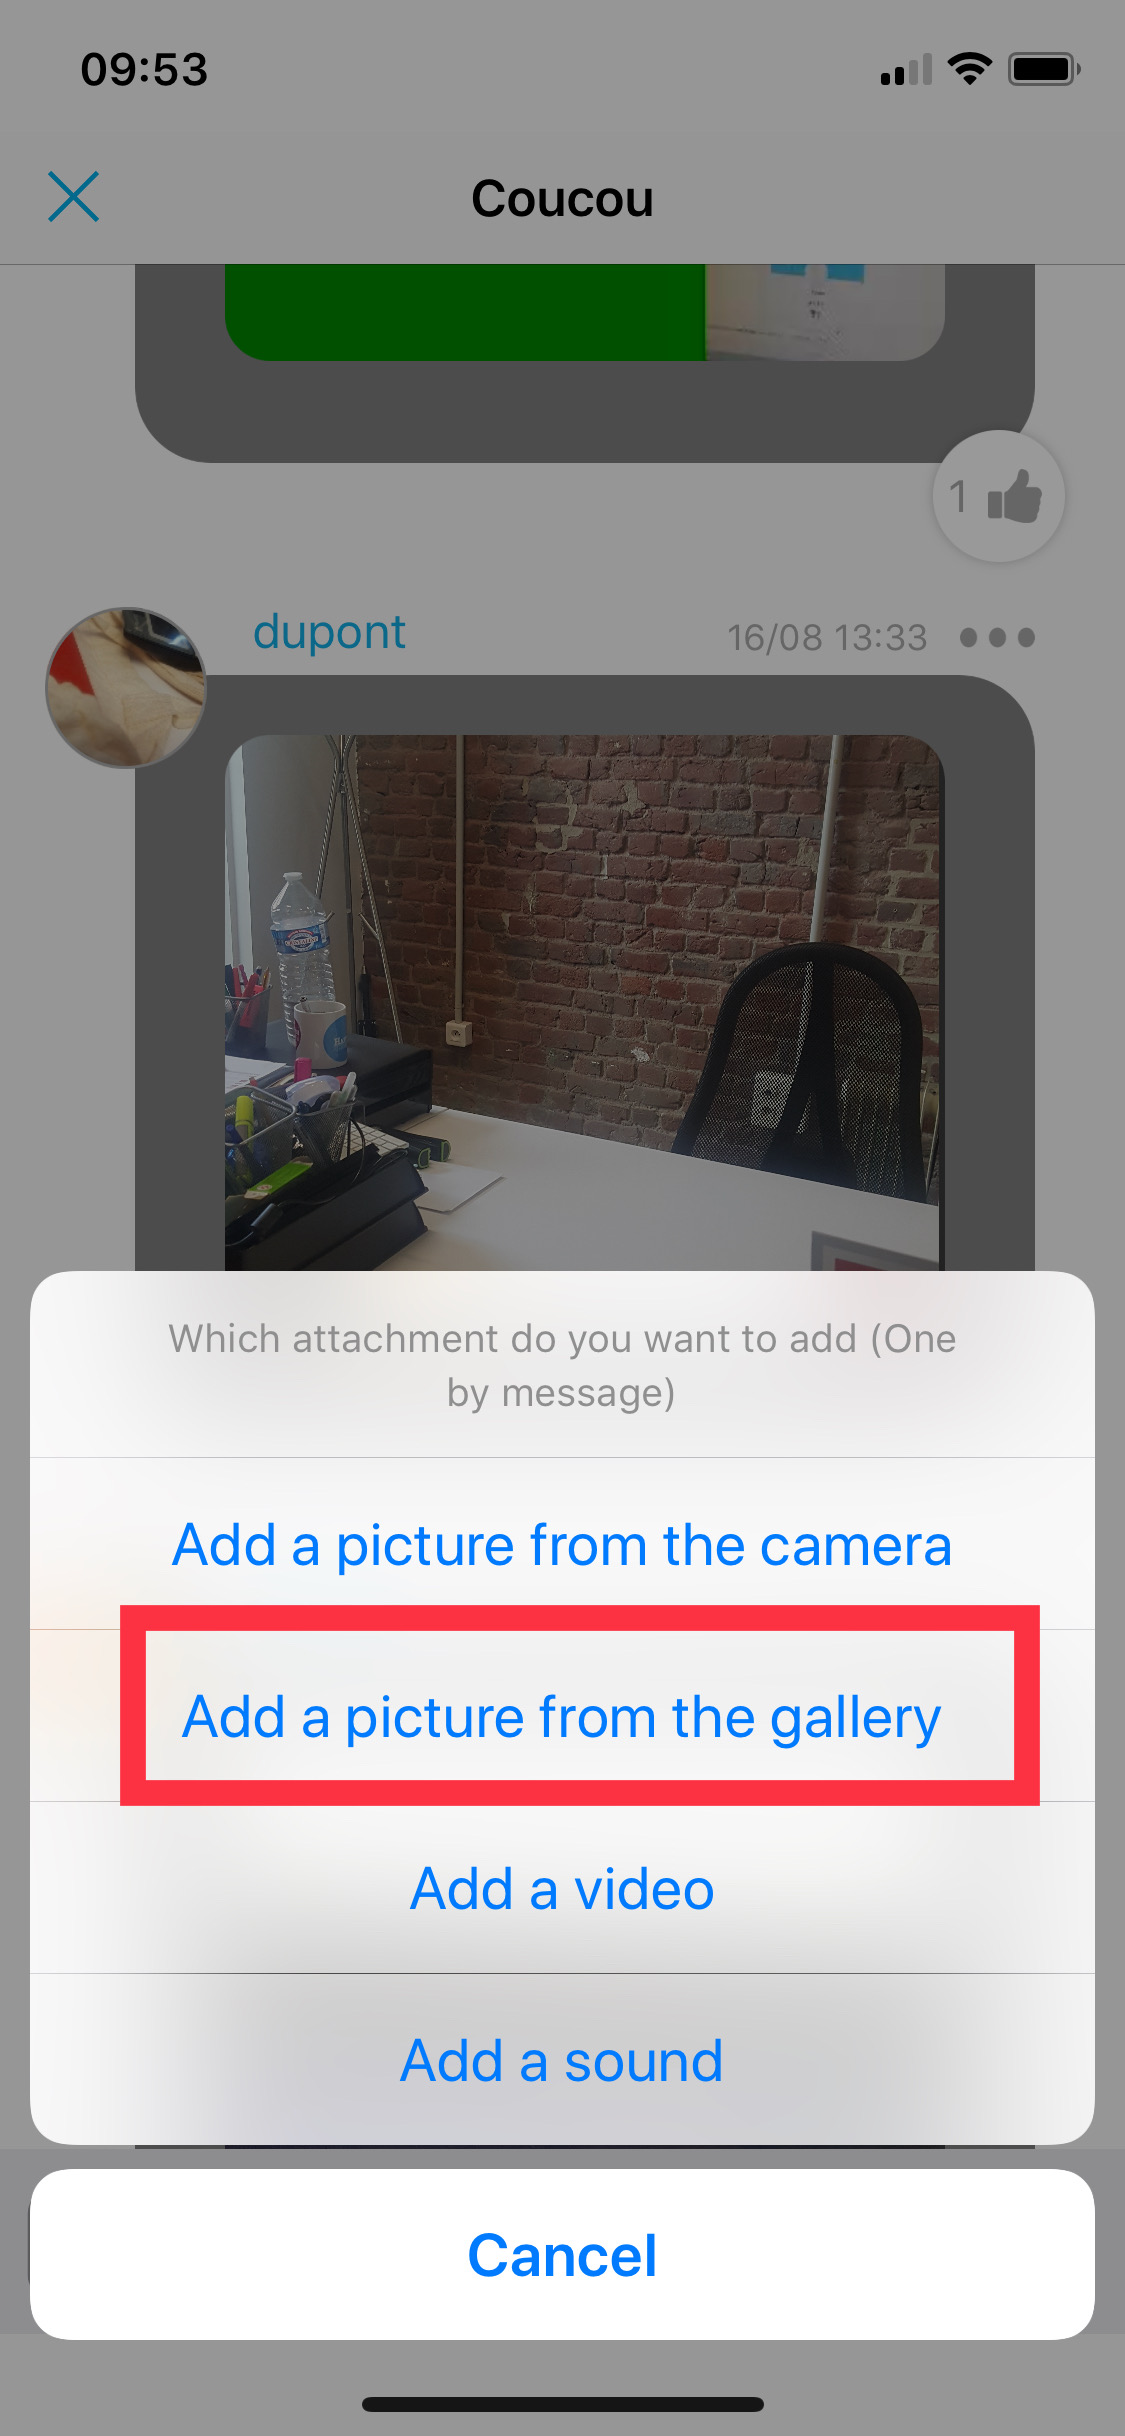 09:53
Coucou
1
dupont
16/08 13:33
Which attachment do you want to add (One
by message)
Add a picture from the camera
Add a picture from the gallery
Add a video
Add a sound
Cancel